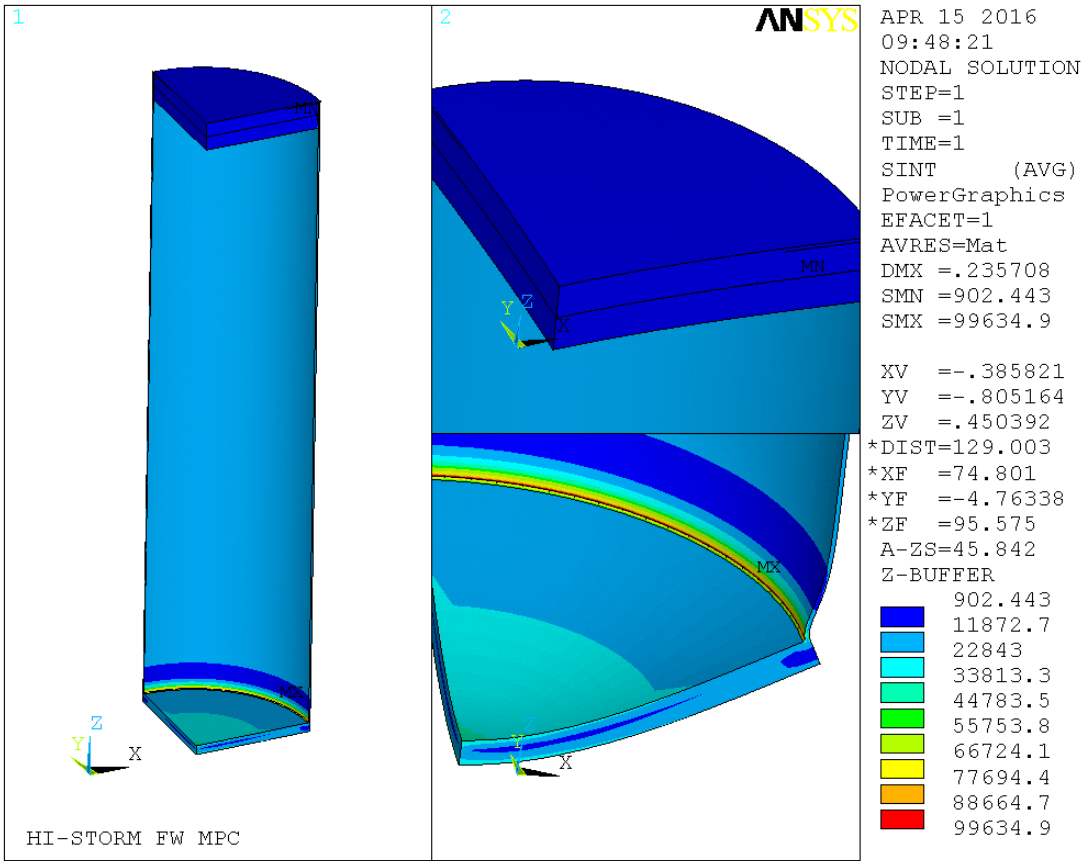 1
2
ANSYS
MN
MX
Z
Y
X
HI-STORM FW MPC
MN
Y
Z
X
MX
Y
X
APR 15 2016
09:48:21
NODAL SOLUTION
STEP=1
SUB =1
TIME=1
SINT (AVG)
PowerGraphics
EFACET=1
AVRES=Mat
DMX =.235708
SMN =902.443
SMX =99634.9
XV =-.385821
YV =-.805164
ZV =.450392
*DIST=129.003
*XF =74.801
*YF =-4.76338
*ZF =95.575
A-ZS=45.842
Z-BUFFER
902.443
11872.7
22843
33813.3
44783.5
55753.8
66724.1
77694.4
88664.7
99634.9